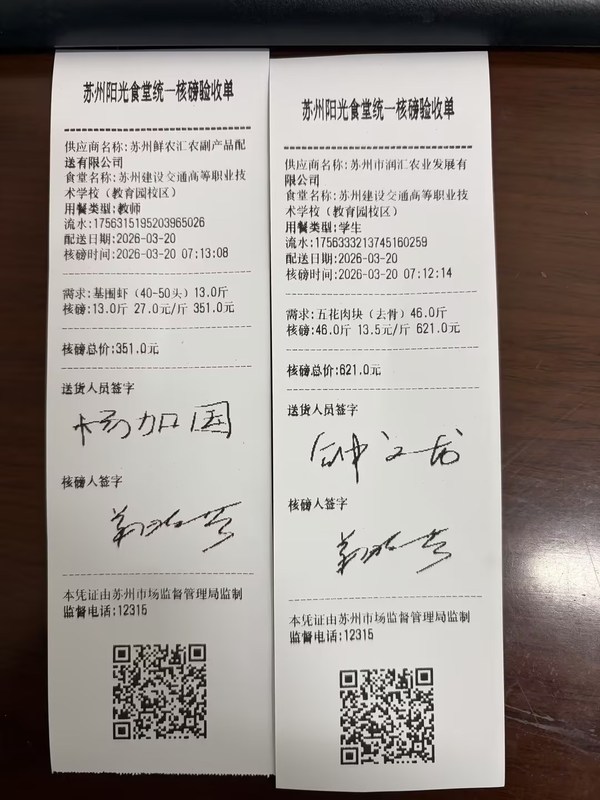 苏州阳光食堂统一核磅验收单
供应商名称:苏州鲜农汇农副产品配
送有限公司
食堂名称:苏州建设交通高等职业技
术学校（教育园校区）
用餐类型:教师
流水:1756315195203965026
配送日期:2026-03-20
核磅时间:2026-03-20 07:13:08
需求:基围虾（40-50头）13.0斤
核磅:13.0斤 27.0元/斤 351.0元
核磅总价:351.0元
送货人员签字
杨加国
核磅人签字
本凭证由苏州市场监督管理局监制
监督电话:12315
苏州阳光食堂统一核磅验收单
供应商名称:苏州市润汇农业发展有
限公司
食堂名称:苏州建设交通高等职业技
术学校（教育园校区）
用餐类型:学生
流水:1756333213745160259
配送日期:2026-03-20
核磅时间:2026-03-20 07:12:14
需求:五花肉块（去骨）46.0斤
核磅:46.0斤 13.5元/斤 621.0元
核磅总价:621.0元
送货人员签字
核磅人签字
本凭证由苏州市场监督管理局监制
监督电话:12315